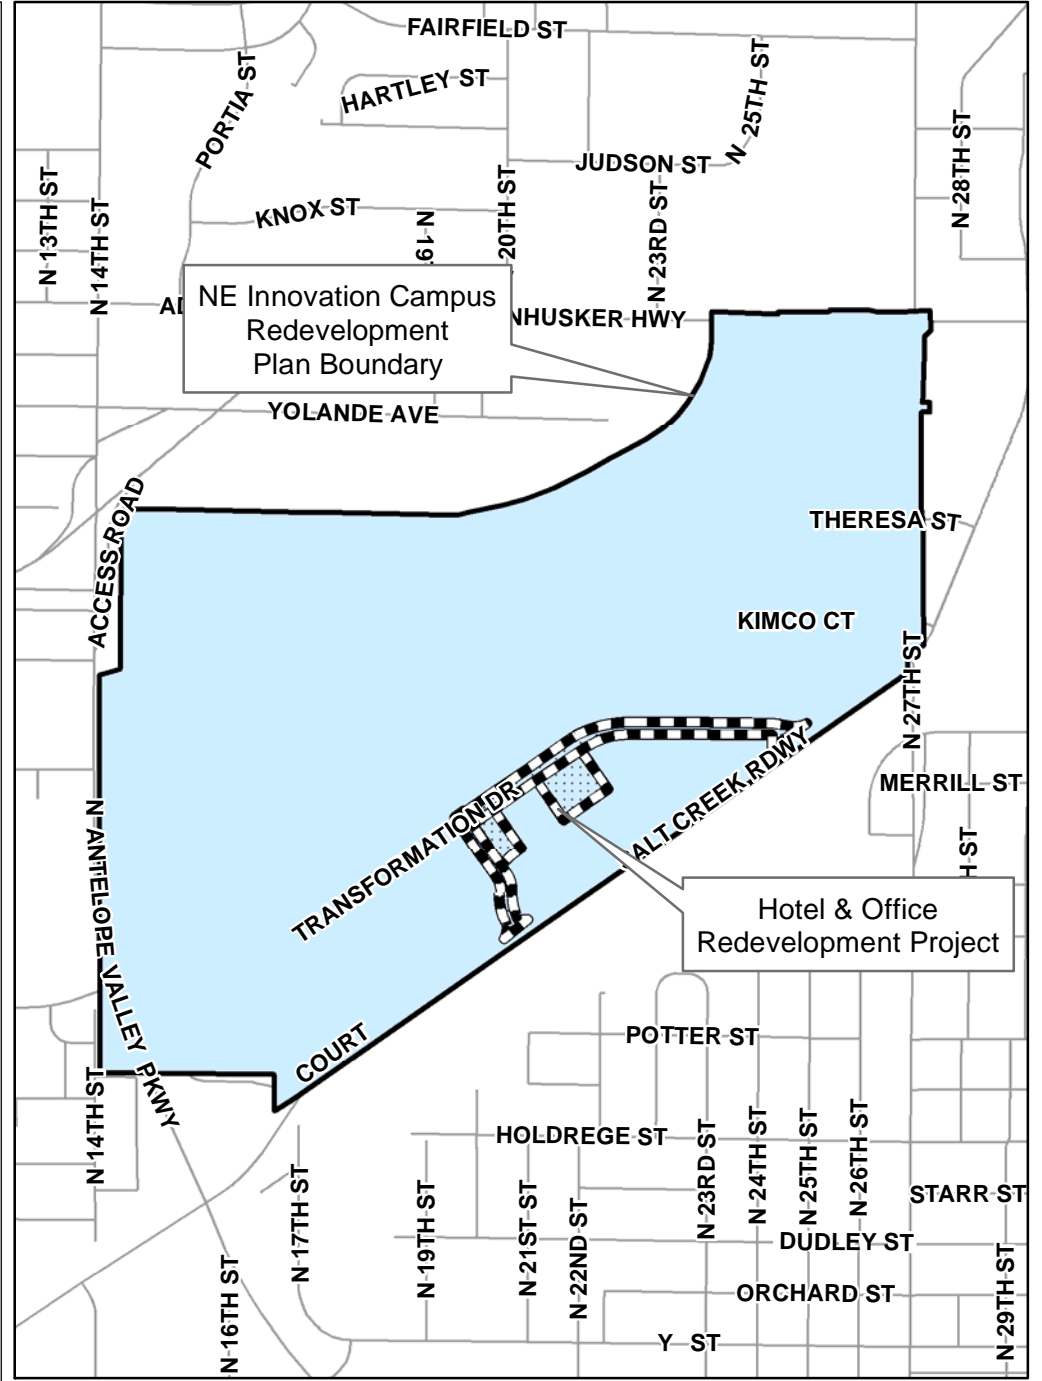 FAIRFIELD ST
HARTLEY ST
PORTIA ST
N 25TH ST
N 28TH ST
JUDSON ST
N 13TH ST
N 14TH ST
KNOX ST
N 19
20TH ST
N 23RD ST
NE Innovation Campus
Redevelopment
Plan Boundary
NHUSKER HWY
YOLANDE AVE
ACCESS ROAD
THERESA ST
KIMCO CT
N 27TH ST
MERRILL ST
TRANSFORMATION DR
ALT CREEK RDWY
H ST
N ANTELOPE VALLEY PKWY
Hotel & Office
Redevelopment Project
COURT
POTTER ST
N 14TH ST
HOLDREGE ST
N 23RD ST
N 24TH ST
N 25TH ST
N 26TH ST
N 17TH ST
N 19TH ST
N 21ST ST
N 22ND ST
STARR ST
DUDLEY ST
N 16TH ST
ORCHARD ST
N 29TH ST
Y ST